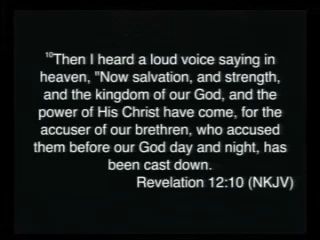 ¹⁰Then I heard a loud voice saying in
heaven, "Now salvation, and strength,
and the kingdom of our God, and the
power of His Christ have come, for the
accuser of our brethren, who accused
them before our God day and night, has
been cast down.
Revelation 12:10 (NKJV)